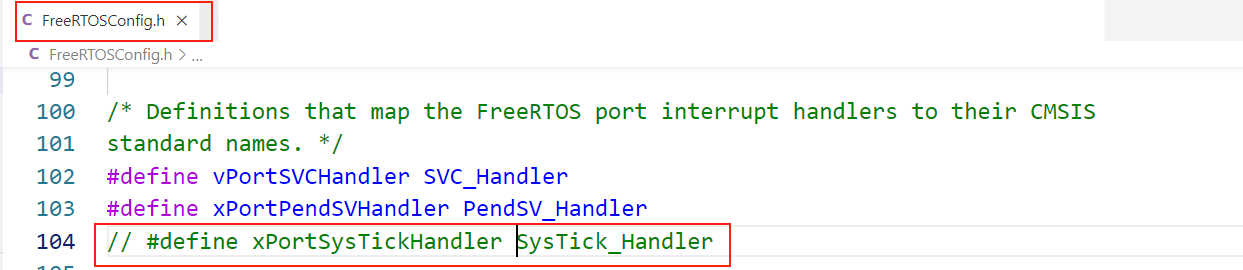 C FreeRTOSConfig.h ×
C FreeRTOSConfig.h > ...
99
100 /* Definitions that map the FreeRTOS port interrupt handlers to their CMSIS
101 standard names. */
102 #define vPortSVCHandler SVC_Handler
103 #define xPortPendSVHandler PendSV_Handler
104 // #define xPortSysTickHandler SysTick_Handler